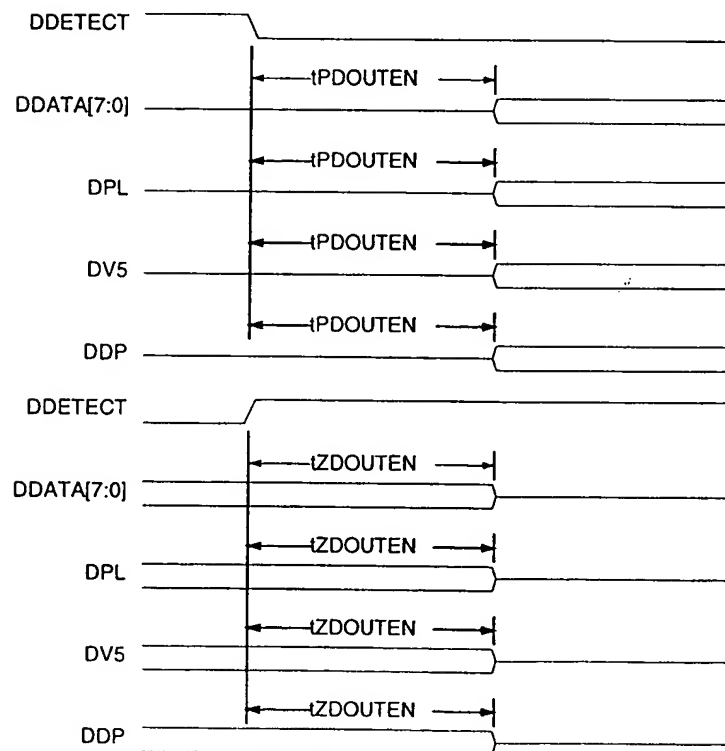 DDETECT
tPDOUTEN
DDATA[7:0]
tPDOUTEN
DPL
tPDOUTEN
DV5
tPDOUTEN
DDP
DDETECT
tZDOUTEN
DDATA[7:0]
tZDOUTEN
DPL
tZDOUTEN
DV5
tZDOUTEN
DDP